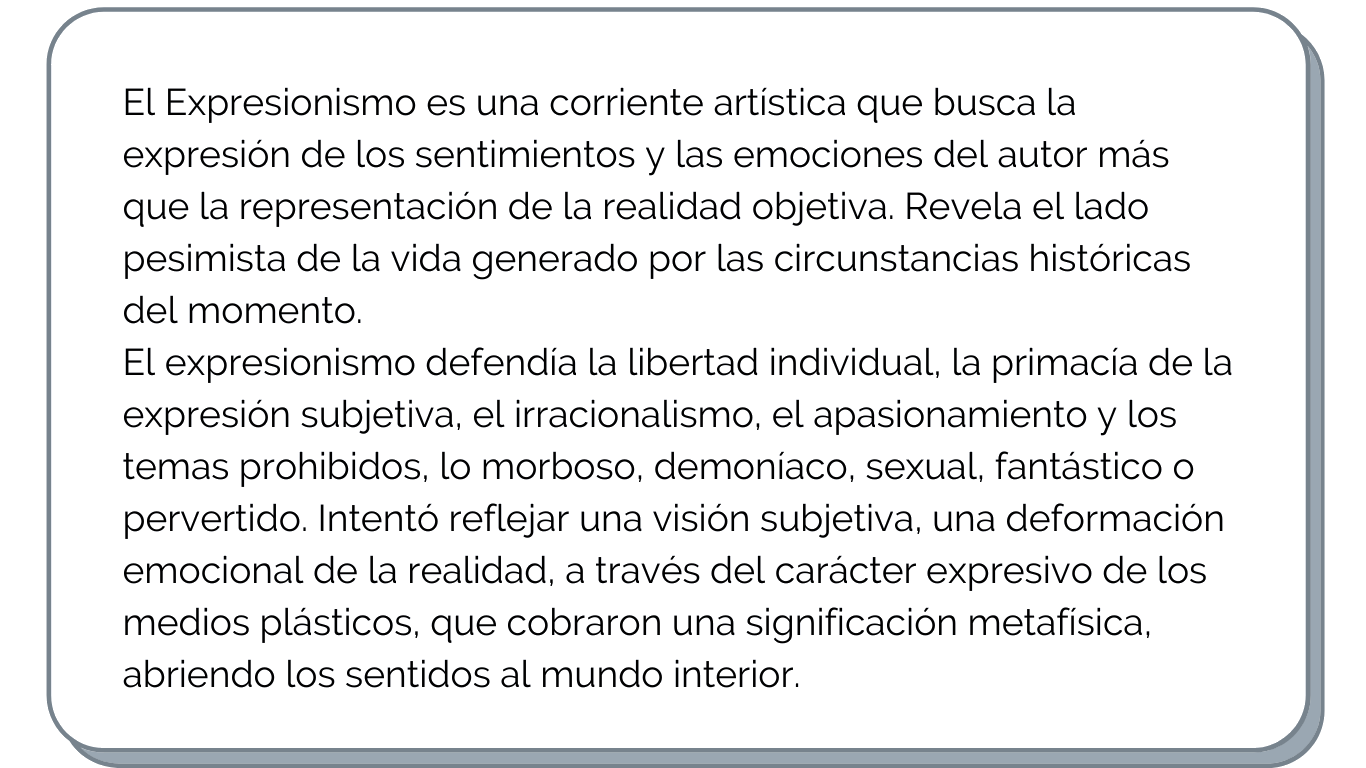 El Expresionismo es una corriente artística que busca la
expresión de los sentimientos y las emociones del autor más
que la representación de la realidad objetiva. Revela el lado
pesimista de la vida generado por las circunstancias históricas
del momento.
El expresionismo defendía la libertad individual, la primacía de la
expresión subjetiva, el irracionalismo, el apasionamiento y los
temas prohibidos, lo morboso, demoníaco, sexual, fantástico o
pervertido. Intentó reflejar una visión subjetiva, una deformación
emocional de la realidad, a través del carácter expresivo de los
medios plásticos, que cobraron una significación metafísica,
abriendo los sentidos al mundo interior.